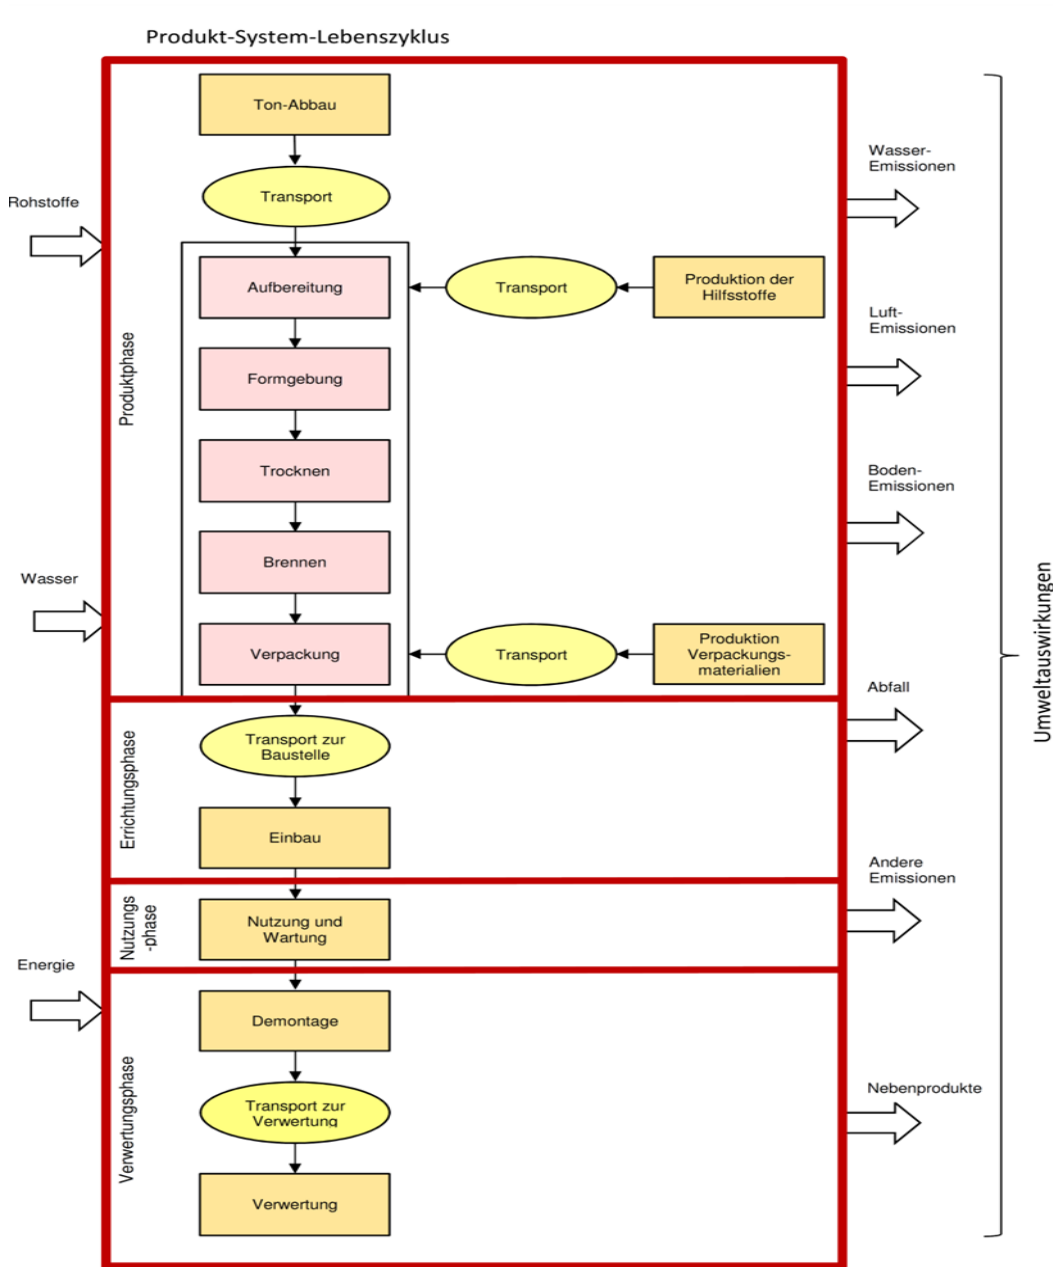 Produkt-System-Lebenszyklus
Ton-Abbau
Transport
Rohstoffe
Wasser-
Emissionen
Aufbereitung
Transport
Produktion der
Hilfsstoffe
Luft-
Emissionen
Produktphase
Formgebung
Trocknen
Boden-
Emissionen
Brennen
Wasser
Verpackung
Transport
Produktion
Verpackungs-
materialien
Umweltauswirkungen
Abfall
Errichtungsphase
Transport zur
Baustelle
Einbau
Andere
Emissionen
Nutzungs
-phase
Nutzung und
Wartung
Energie
Demontage
Verwertungsphase
Transport zur
Verwertung
Nebenprodukte
Verwertung